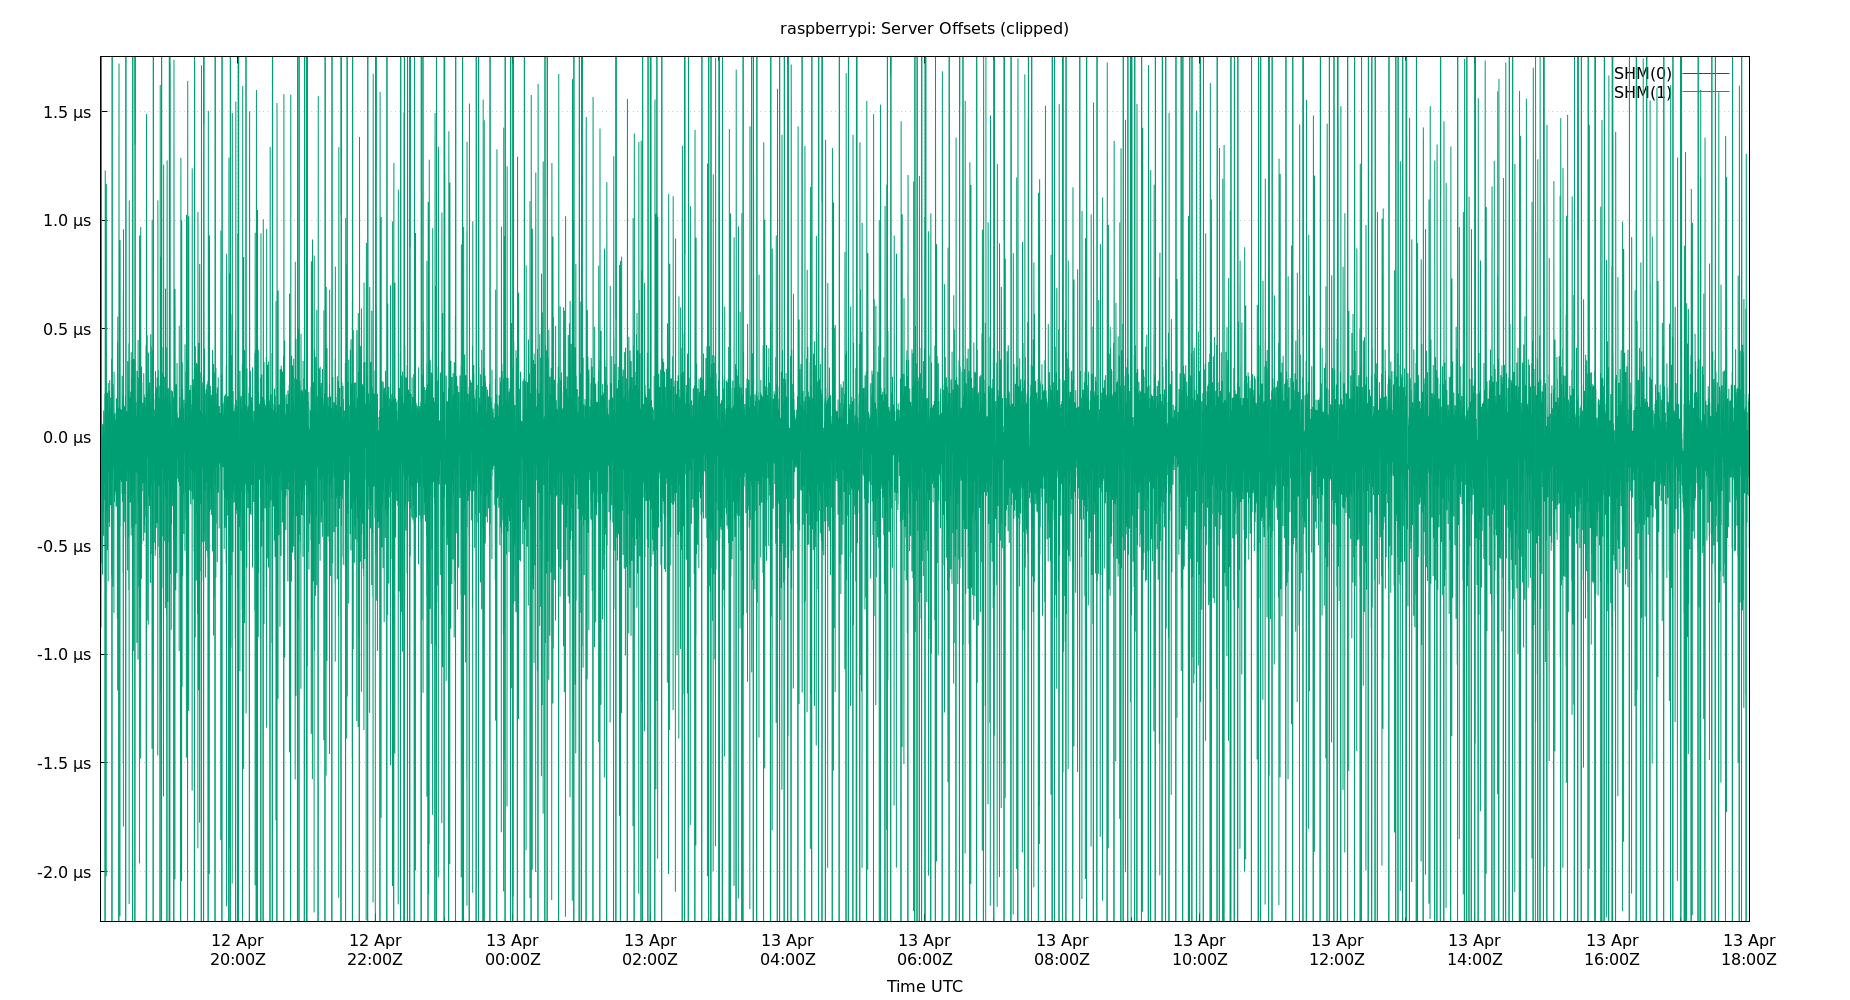 raspberrypi: Server Offsets (clipped)
SHM(0)
SHM(1)
1.5 µs
1.0 µs
0.5 µs
0.0 µs
-0.5 µs
-1.0 µs
-1.5 µs
-2.0 µs
12 Apr 12 Apr 13 Apr 13 Apr 13 Apr 13 Apr 13 Apr 13 Apr 13 Apr 13 Apr 13 Apr 13 Apr
20:00Z 22:00Z 00:00Z 02:00Z 04:00Z 06:00Z 08:00Z 10:00Z 12:00Z 14:00Z 16:00Z 18:00Z
Time UTC